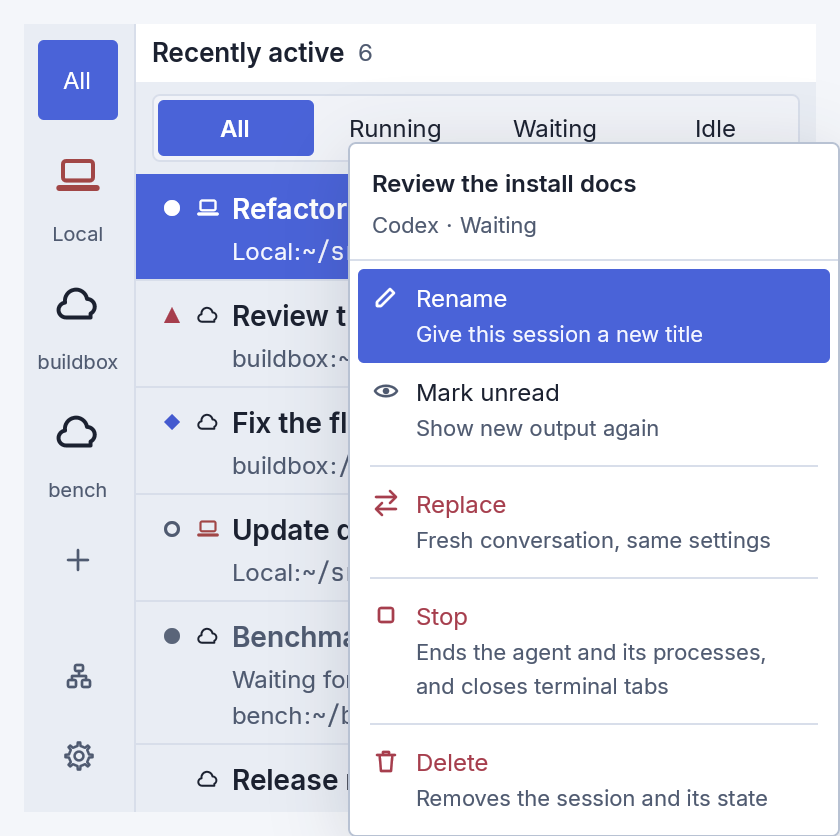 All
Local
buildbox
bench
Recently active 6
All Running Waiting Idle
Refactor
Local:~/s
Review t
buildbox:~
Fix the fl
buildbox:/
Update
Local:~/s
Benchma
Waiting for
bench:~/b
Release
Review the install docs
Codex · Waiting
Rename
Give this session a new title
Mark unread
Show new output again
Replace
Fresh conversation, same settings
Stop
Ends the agent and its processes,
and closes terminal tabs
Delete
Removes the session and its state